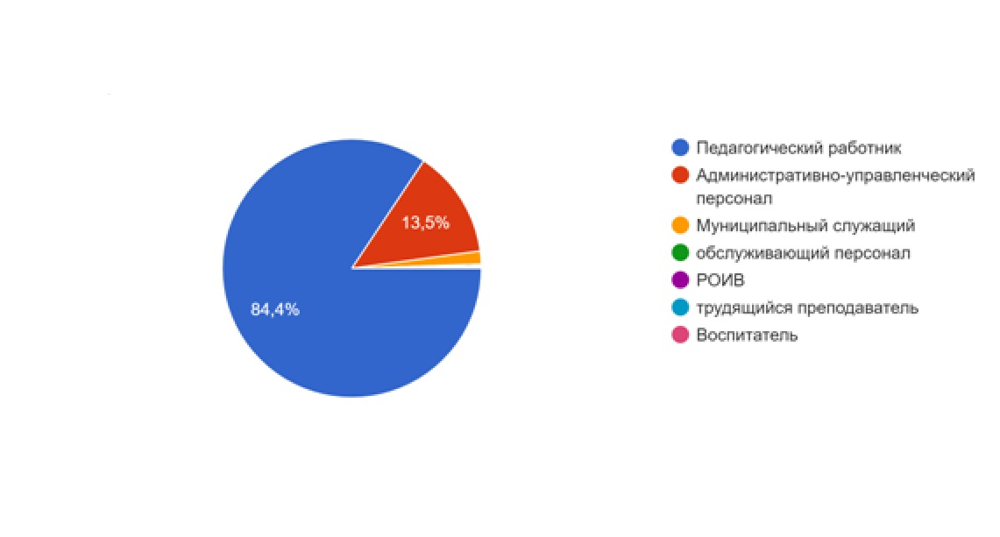 Педагогический работник
Административно-управленческий
персонал
13,5%
Муниципальный служащий
обслуживающий персонал
РОИВ
84,4%
трудящийся преподаватель
Воспитатель